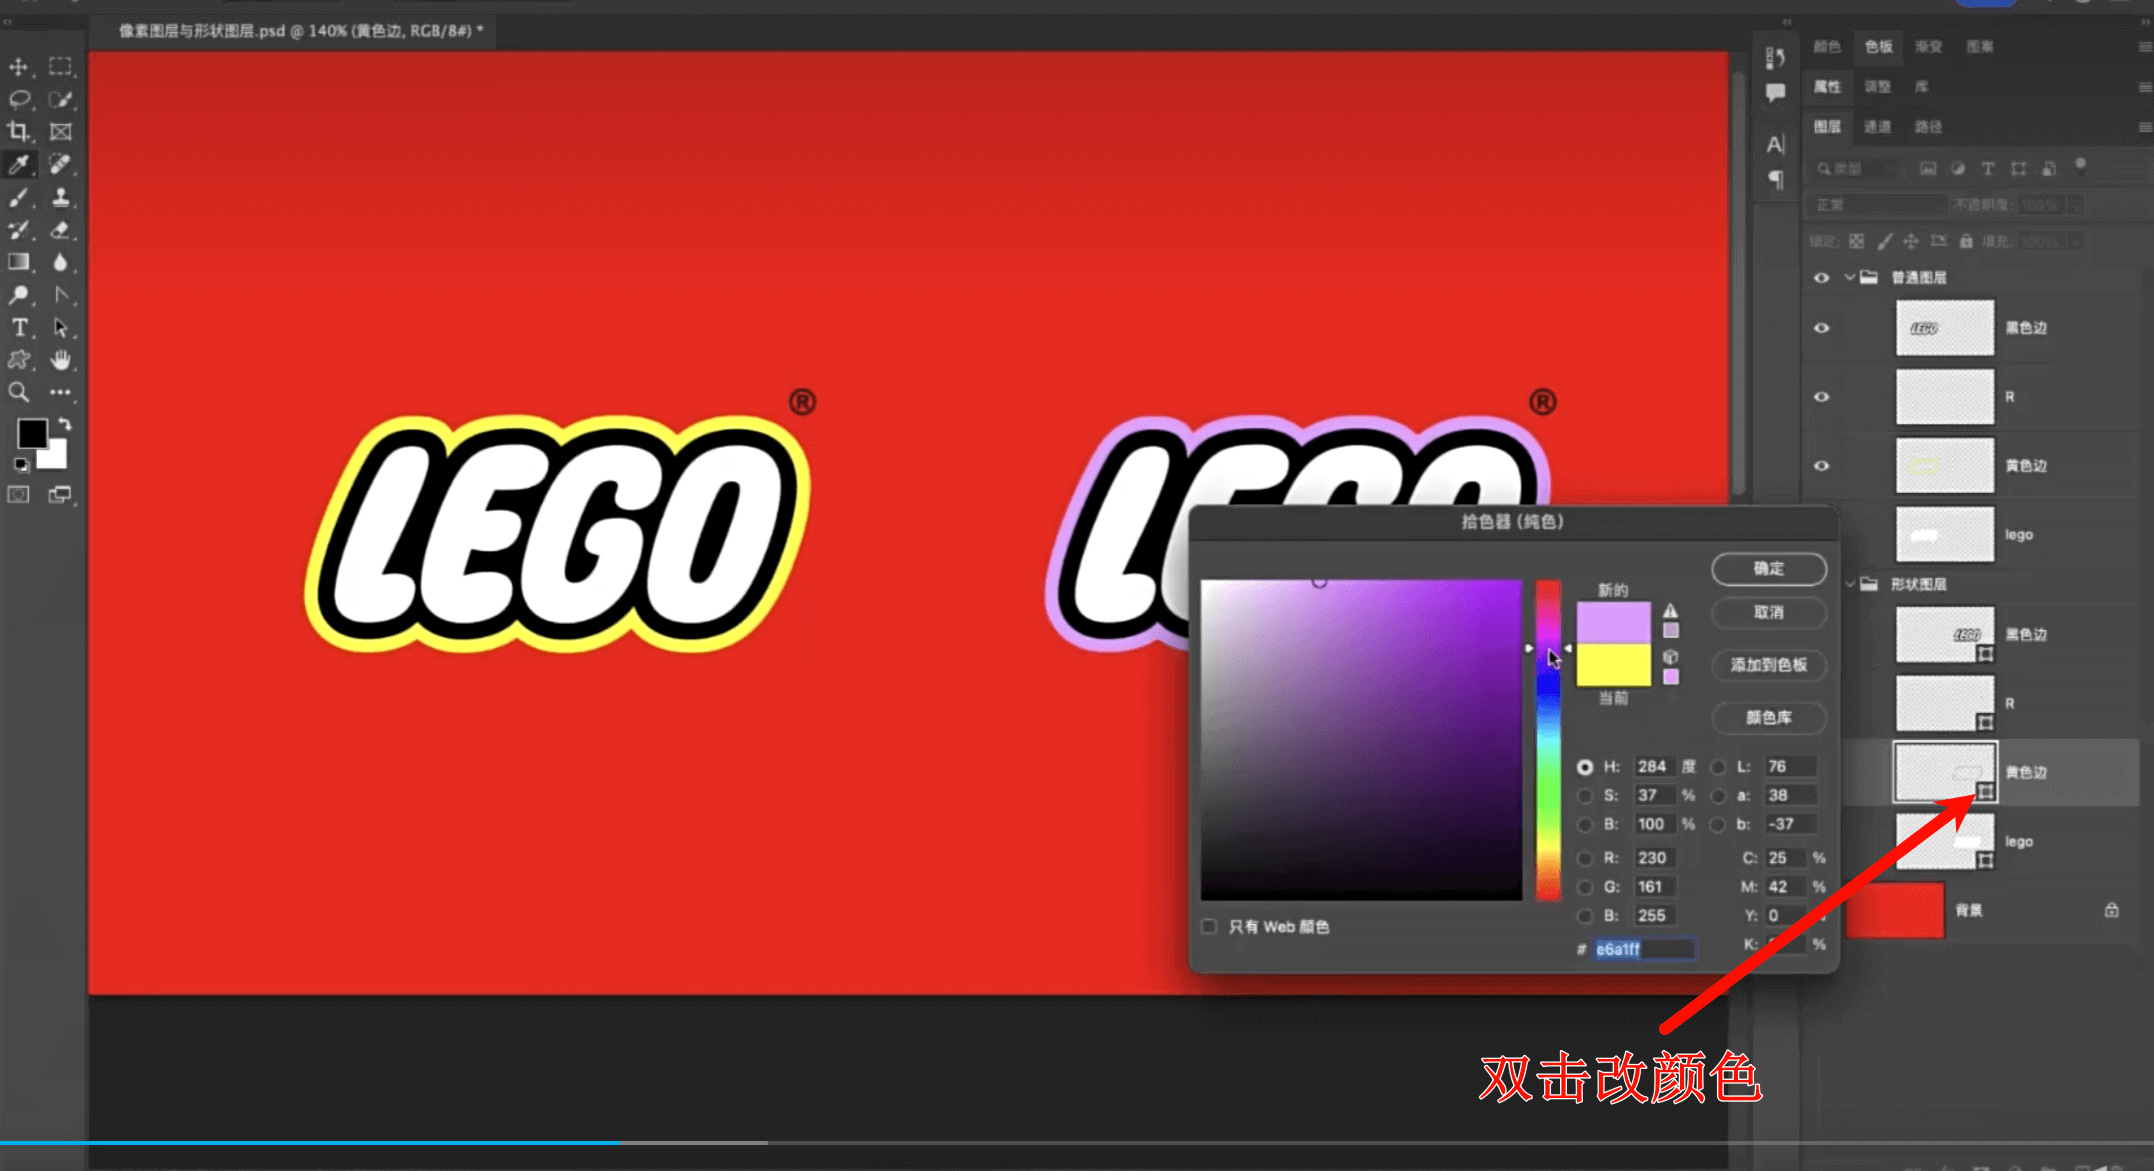 像素图层与形状图层.psd @ 140% (黄色边, RGB/8#) *
颜色 色板 渐变 图案
属性 调整 库
图层 通道 路径
类型
正常 不透明度: 100%
锁定: 填充: 100%
普通图层
LEGO 黑色边
R
黄色边
lego
形状图层
LEGO 黑色边
R
黄色边
lego
背景
A
T
LEGO ®
LEGO ®
拾色器 (纯色)
新的
当前
确定
取消
添加到色板
颜色库
H: 284 度 L: 76
S: 37 % a: 38
B: 100 % b: -37
R: 230 C: 25 %
G: 161 M: 42 %
B: 255 Y: 0
# e6a1ff K: %
只有 Web 颜色
双击改颜色